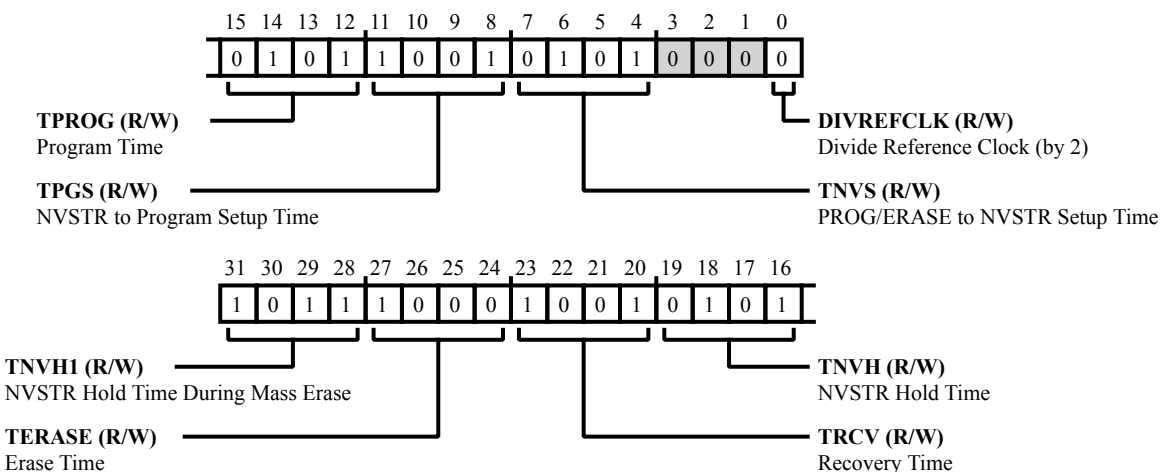 15 14 13 12 11 10 9 8 7 6 5 4 3 2 1 0
0 1 0 1 1 0 0 1 0 1 0 1 0 0 0 0
TPROG (R/W)
Program Time
DIVREFCLK (R/W)
Divide Reference Clock (by 2)
TPGS (R/W)
NVSTR to Program Setup Time
TNVS (R/W)
PROG/ERASE to NVSTR Setup Time
31 30 29 28 27 26 25 24 23 22 21 20 19 18 17 16
1 0 1 1 1 0 0 0 1 0 0 1 0 1 0 1
TNVH1 (R/W)
NVSTR Hold Time During Mass Erase
TNVH (R/W)
NVSTR Hold Time
TERASE (R/W)
Erase Time
TRCV (R/W)
Recovery Time